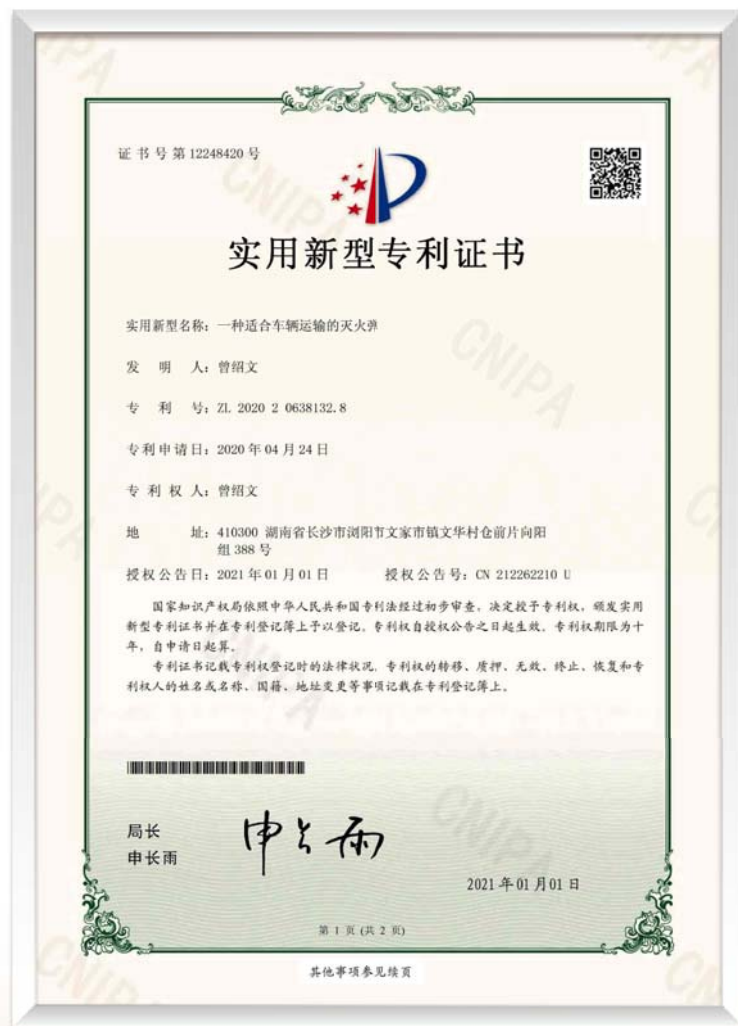 证书号第12248420号
实用新型专利证书
实用新型名称：一种适合车辆运输的灭火弹
发明人：曾绍文
专利号：ZL 2020 2 0638132.8
专利申请日：2020年04月24日
专利权人：曾绍文
地址：410300 湖南省长沙市浏阳市文家市镇文华村仓前片向阳
组388号
授权公告日：2021年01月01日 授权公告号：CN 212262210 U
国家知识产权局依照中华人民共和国专利法经过初步审查，决定授予专利权，颁发实用
新型专利证书并在专利登记簿上予以登记。专利权自授权公告之日起生效。专利权期限为十
年，自申请日起算。
专利证书记载专利权登记时的法律状况。专利权的转移、质押、无效、终止、恢复和专
利权人的姓名或名称、国籍、地址变更等事项记载在专利登记簿上。
局长
申长雨
申长雨
2021年01月01日
第 1 页 (共 2 页)
其他事项参见续页
CNIPA
CNIPA
CNIPA
CNIPA